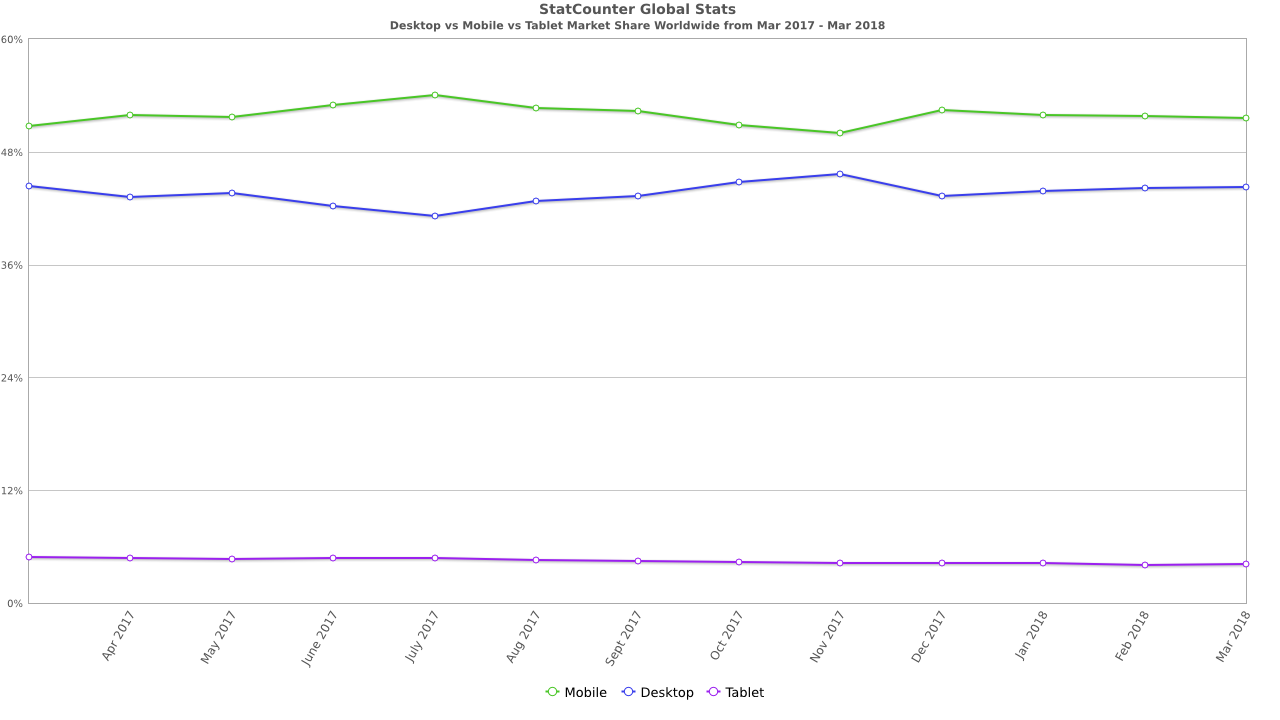 StatCounter Global Stats
Desktop vs Mobile vs Tablet Market Share Worldwide from Mar 2017 - Mar 2018
60%
48%
36%
24%
12%
0%
Apr 2017
May 2017
June 2017
July 2017
Aug 2017
Sept 2017
Oct 2017
Nov 2017
Dec 2017
Jan 2018
Feb 2018
Mar 2018
Mobile Desktop Tablet